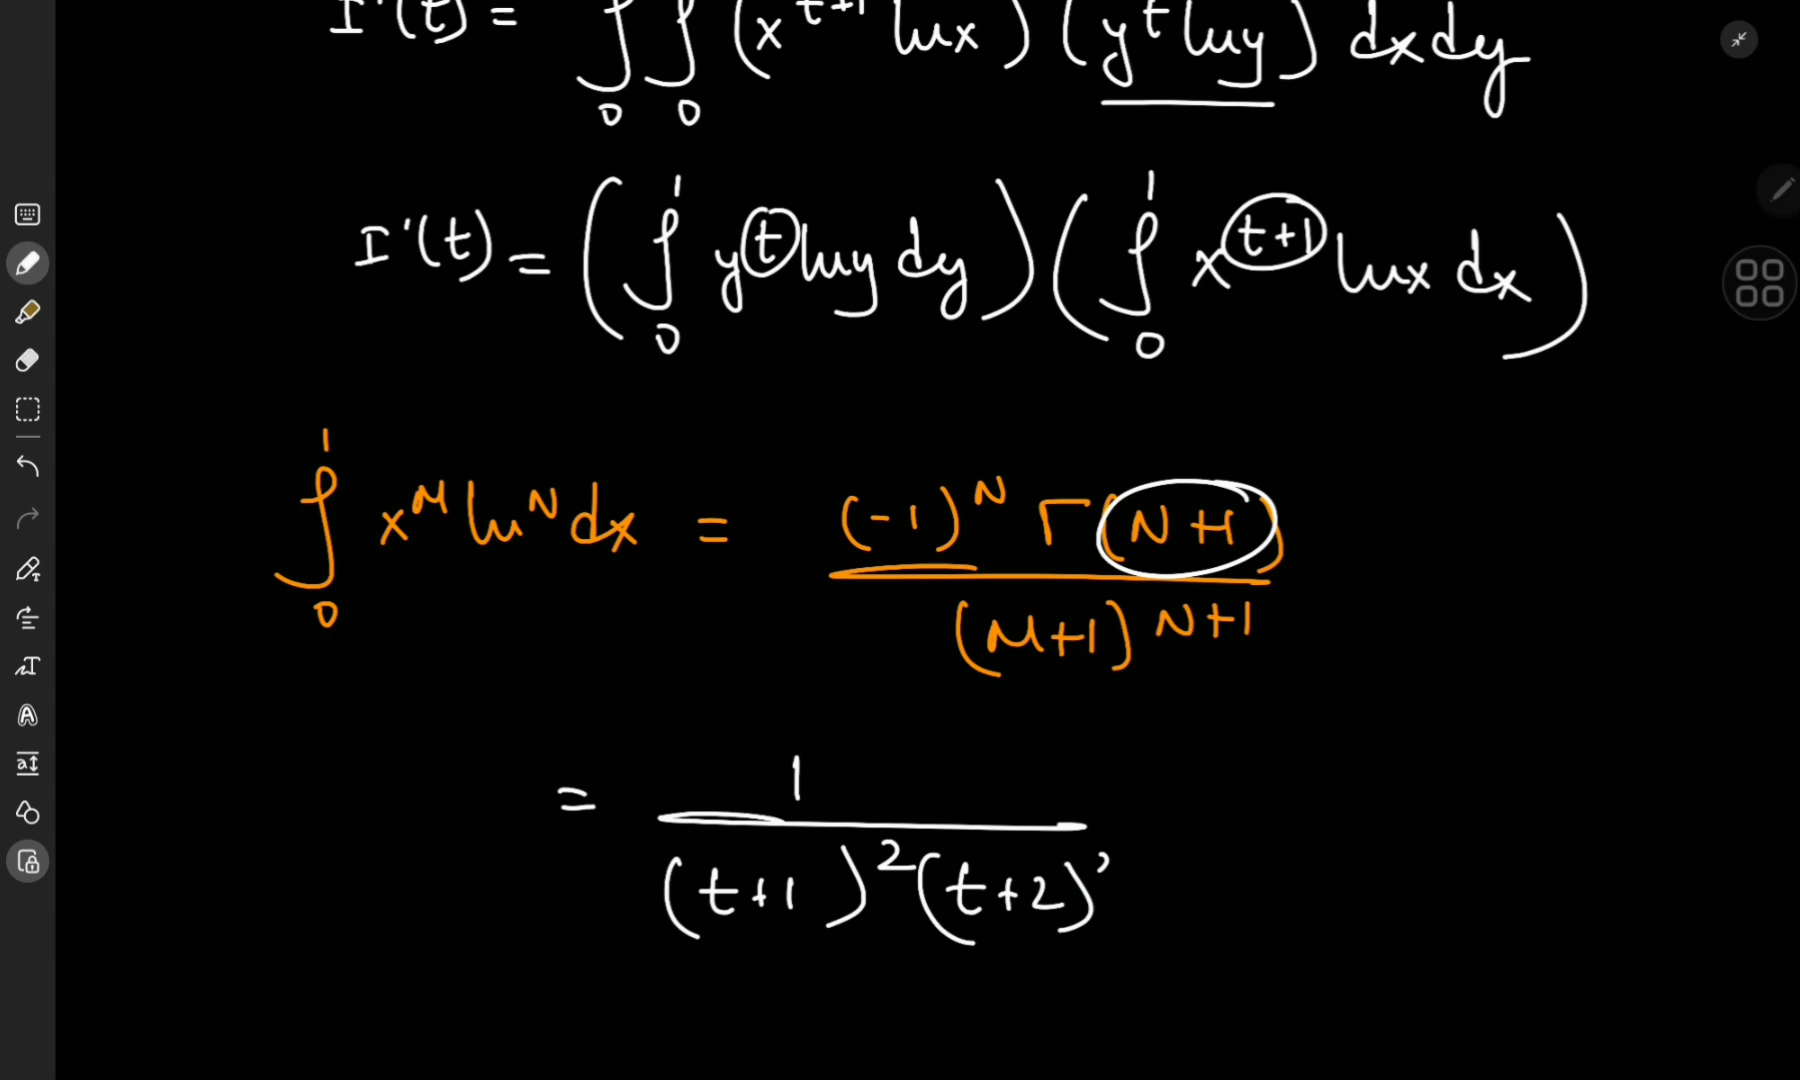 I'(t) = ∫₀ ∫₀ (x^{t+1} ln x) (y^t ln y) dx dy
I'(t) = (∫₀¹ y^t ln y dy) (∫₀¹ x^{t+1} ln x dx)
∫₀¹ x^M ln^N dx = (-1)^N Γ(N+1) / (M+1)^{N+1}
= 1 / (t+1)^2 (t+2)^